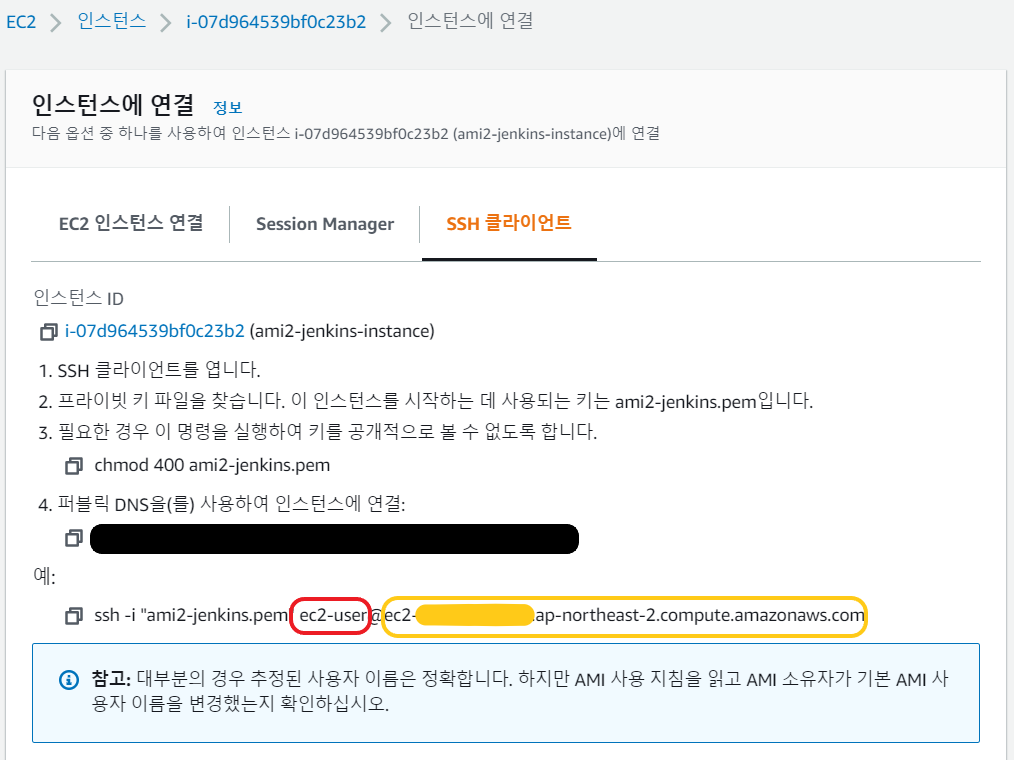 EC2 > 인스턴스 > i-07d964539bf0c23b2 > 인스턴스에 연결
인스턴스에 연결 정보
다음 옵션 중 하나를 사용하여 인스턴스 i-07d964539bf0c23b2 (ami2-jenkins-instance)에 연결
EC2 인스턴스 연결 Session Manager SSH 클라이언트
인스턴스 ID
i-07d964539bf0c23b2 (ami2-jenkins-instance)
1. SSH 클라이언트를 엽니다.
2. 프라이빗 키 파일을 찾습니다. 이 인스턴스를 시작하는 데 사용되는 키는 ami2-jenkins.pem입니다.
3. 필요한 경우 이 명령을 실행하여 키를 공개적으로 볼 수 없도록 합니다.
chmod 400 ami2-jenkins.pem
4. 퍼블릭 DNS을(를) 사용하여 인스턴스에 연결:
예:
ssh -i "ami2-jenkins.pem ec2-user@ec2- .ap-northeast-2.compute.amazonaws.com
참고: 대부분의 경우 추정된 사용자 이름은 정확합니다. 하지만 AMI 사용 지침을 읽고 AMI 소유자가 기본 AMI 사
용자 이름을 변경했는지 확인하십시오.